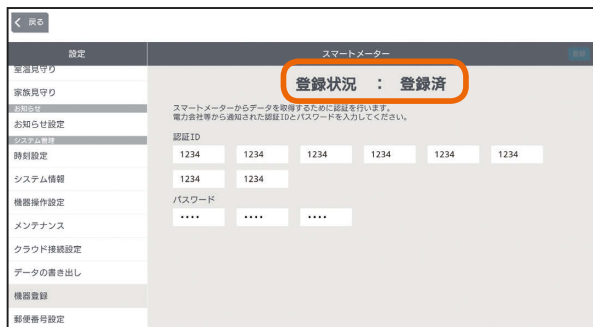 戻る
設定
スマートメーター
登録
室温見守り
家族見守り
お知らせ
お知らせ設定
システム管理
時刻設定
システム情報
機器操作設定
メンテナンス
クラウド接続設定
データの書き出し
機器登録
郵便番号設定
登録状況 : 登録済
スマートメーターからデータを取得するために認証を行います。
電力会社等から通知された認証IDとパスワードを入力してください。
認証ID
1234 1234 1234 1234 1234 1234
1234 1234
パスワード
•••• •••• ••••